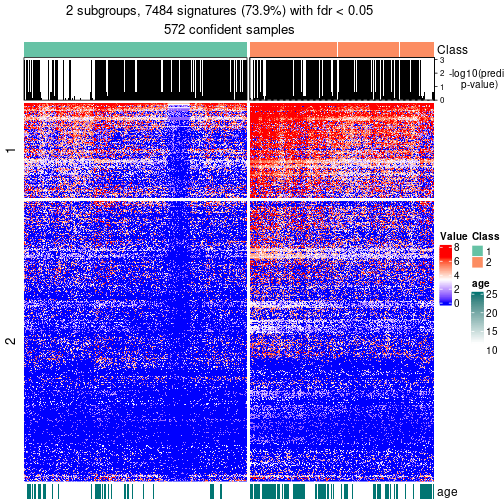 2 subgroups, 7484 signatures (73.9%) with fdr < 0.05
572 confident samples
Class
3
2
1
0
-log10(predi
p-value)
1
2
Value
8
6
4
2
0
Class
1
2
age
25
20
15
10
age